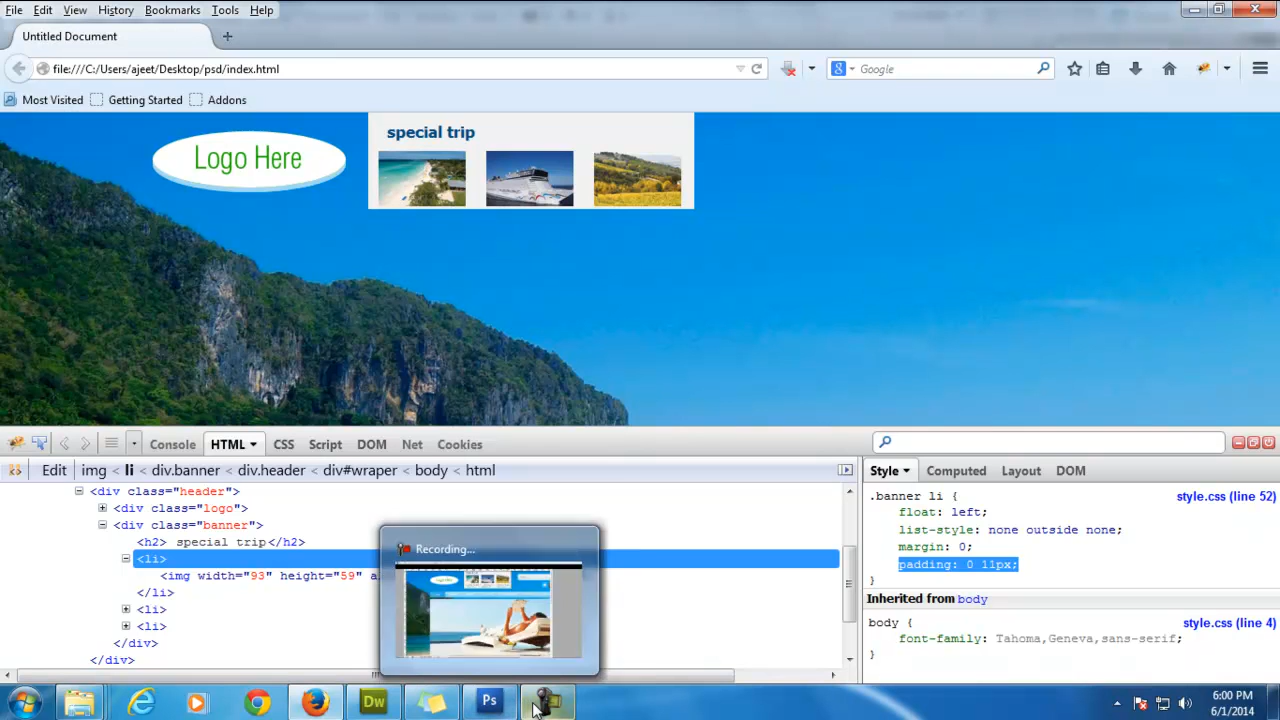 File Edit View History Bookmarks Tools Help
Untitled Document
file:///C:/Users/ajeet/Desktop/psd/index.html
Google
Most Visited Getting Started Addons
Logo Here
special trip
Console HTML CSS Script DOM Net Cookies
Edit img < li < div.banner < div.header < div#wraper < body < html
Style Computed Layout DOM
<div class="header">
<div class="logo">
<div class="banner">
<h2> special trip</h2>
<li>
<img width="93" height="59" a
</li>
<li>
<li>
</div>
</div>
.banner li { style.css (line 52)
float: left;
list-style: none outside none;
margin: 0;
padding: 0 11px;
}
Inherited from body
body { style.css (line 4)
font-family: Tahoma,Geneva,sans-serif;
}
Recording...
Dw
Ps
6:00 PM
6/1/2014